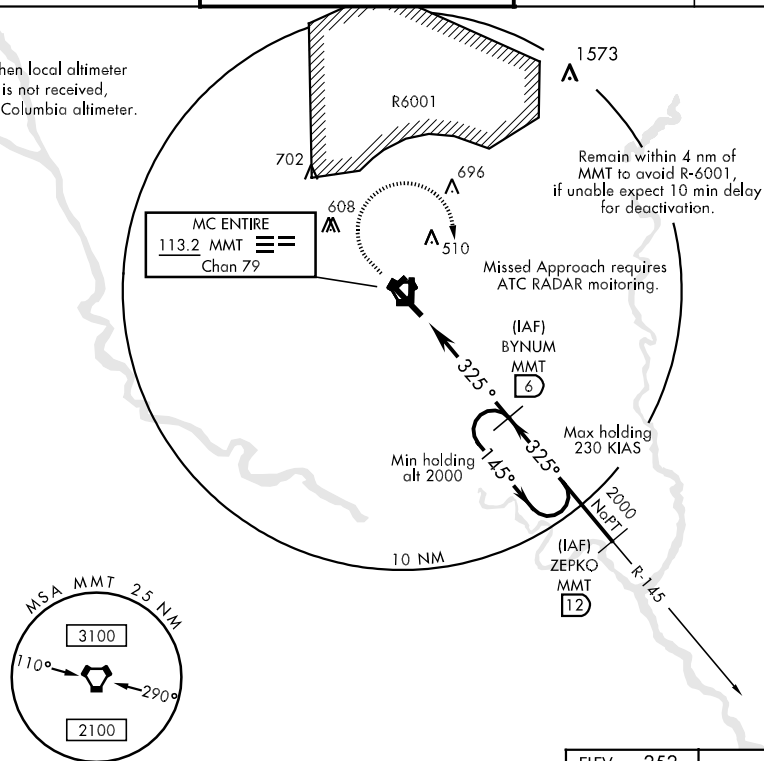 hen local altimeter
is not received,
Columbia altimeter.
1573
R6001
702
696
608
510
Remain within 4 nm of
MMT to avoid R-6001,
if unable expect 10 min delay
for deactivation.
MC ENTIRE
113.2 MMT
Chan 79
Missed Approach requires
ATC RADAR moitoring.
(IAF)
BYNUM
MMT
6
325°
Max holding
230 KIAS
325°
145°
Min holding
alt 2000
2000
NoPT
(IAF)
ZEPKO
MMT
12
R-145
10 NM
MSA MMT 25 NM
3100
110°
290°
2100
ELEV 252